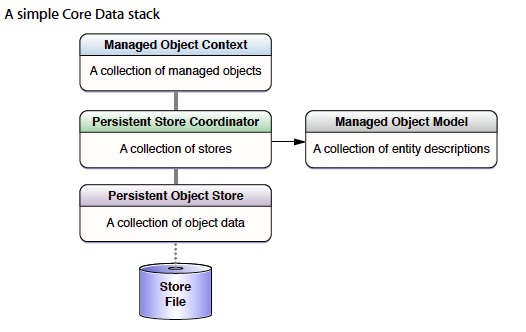 A simple Core Data stack
Managed Object Context
A collection of managed objects
Persistent Store Coordinator
A collection of stores
Managed Object Model
A collection of entity descriptions
Persistent Object Store
A collection of object data
Store
File